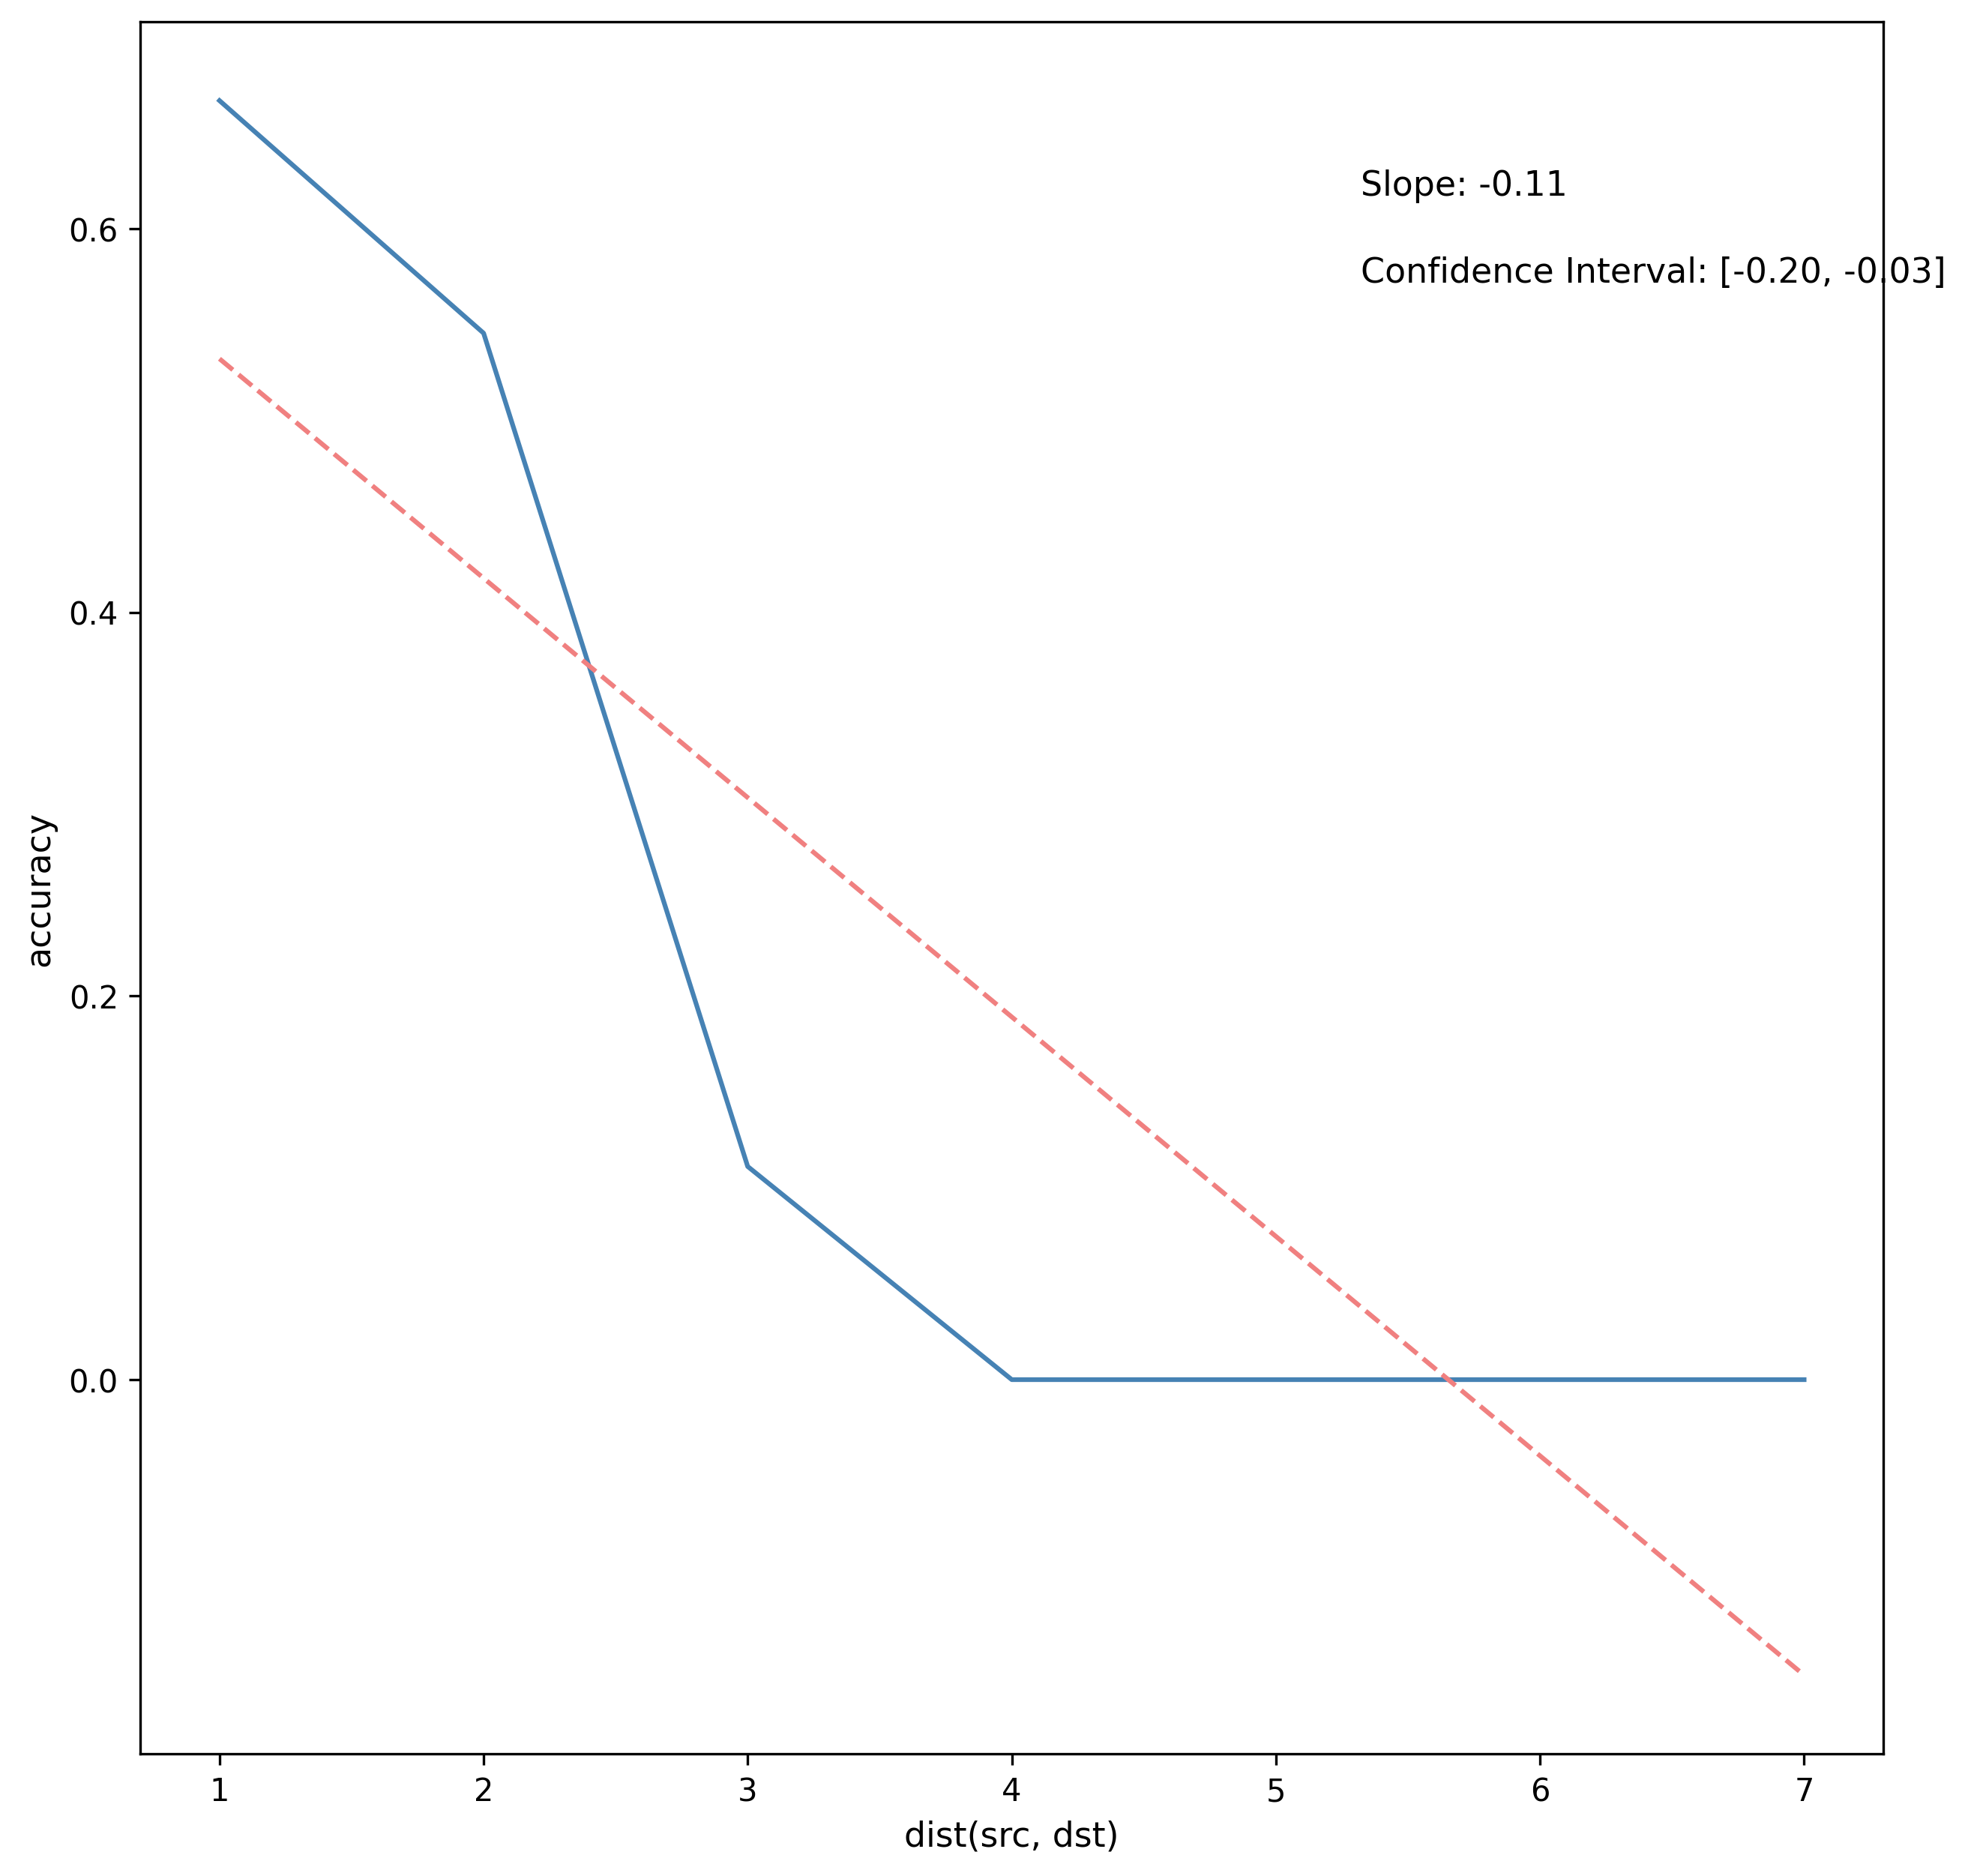 Slope: -0.11
Confidence Interval: [-0.20, -0.03]
0.6
0.4
0.2
0.0
accuracy
1 2 3 4 5 6 7
dist(src, dst)